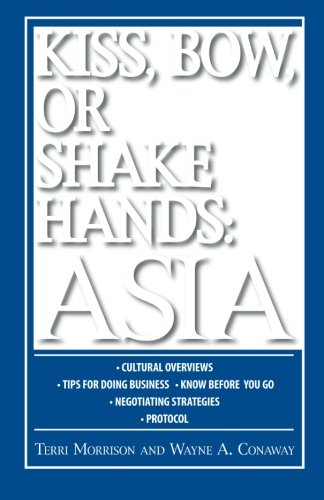 KISS, BOW,
OR
SHAKE
HANDS:
ASIA
• CULTURAL OVERVIEWS
• TIPS FOR DOING BUSINESS • KNOW BEFORE YOU GO
• NEGOTIATING STRATEGIES
• PROTOCOL
TERRI MORRISON AND WAYNE A. CONAWAY